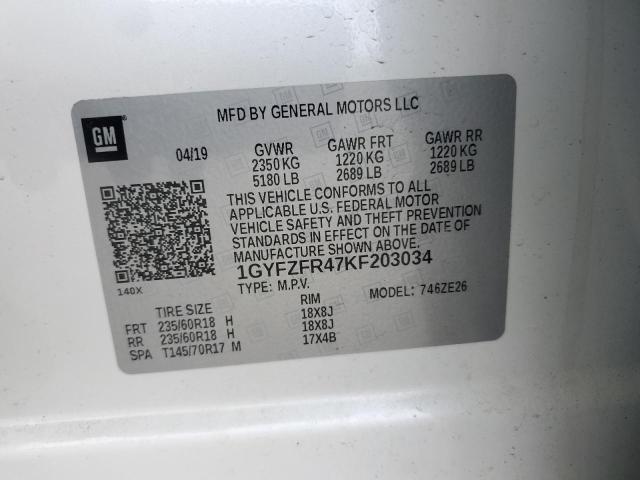 MFD BY GENERAL MOTORS LLC
GM
04/19 GVWR GAWR FRT GAWR RR
2350 KG 1220 KG 1220 KG
5180 LB 2689 LB 2689 LB
THIS VEHICLE CONFORMS TO ALL
APPLICABLE U.S. FEDERAL MOTOR
VEHICLE SAFETY AND THEFT PREVENTION
STANDARDS IN EFFECT ON THE DATE OF
MANUFACTURE SHOWN ABOVE.
1GYFZFR47KF203034
140X
TYPE: M.P.V. MODEL: 746ZE26
TIRE SIZE RIM
FRT 235/60R18 H 18X8J
RR 235/60R18 H 18X8J
SPA T145/70R17 M 17X4B